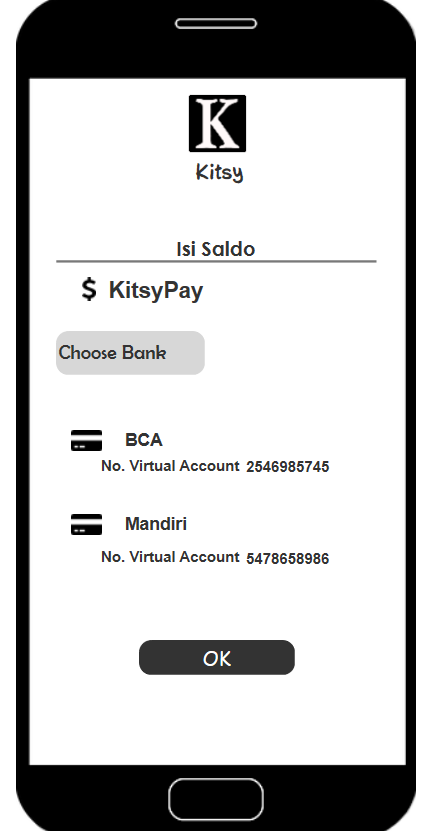 K
Kitsy
Isi Saldo
$ KitsyPay
Choose Bank
BCA
No. Virtual Account 2546985745
Mandiri
No. Virtual Account 5478658986
OK